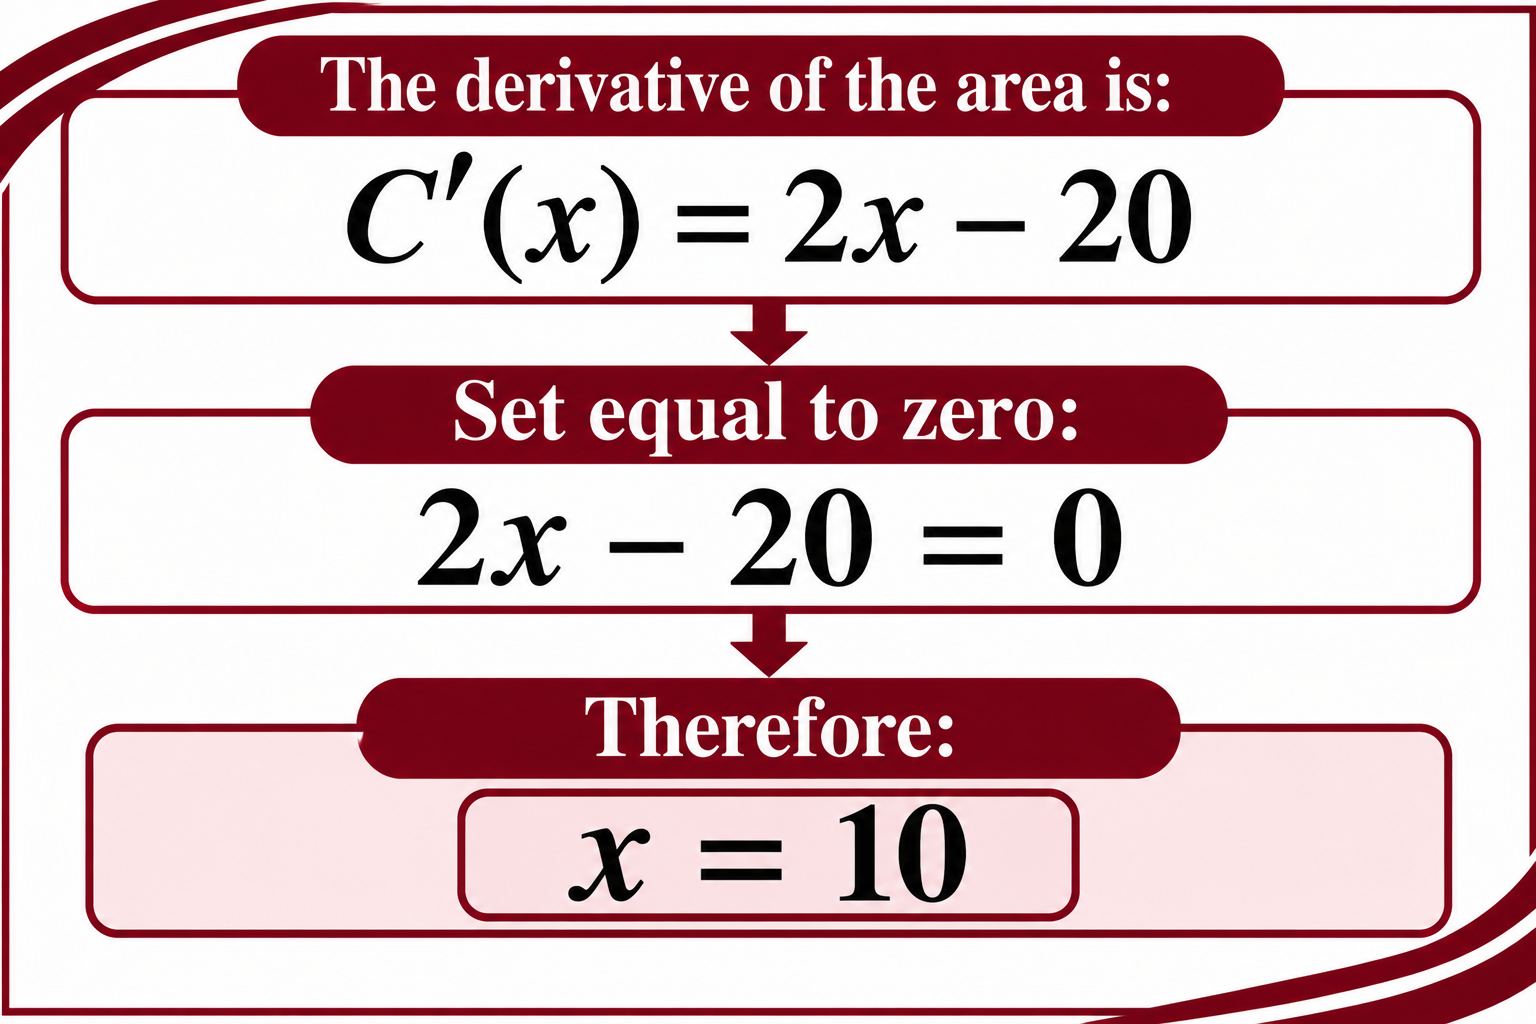 The derivative of the area is:
C′(x) = 2x − 20
Set equal to zero:
2x − 20 = 0
Therefore:
x = 10